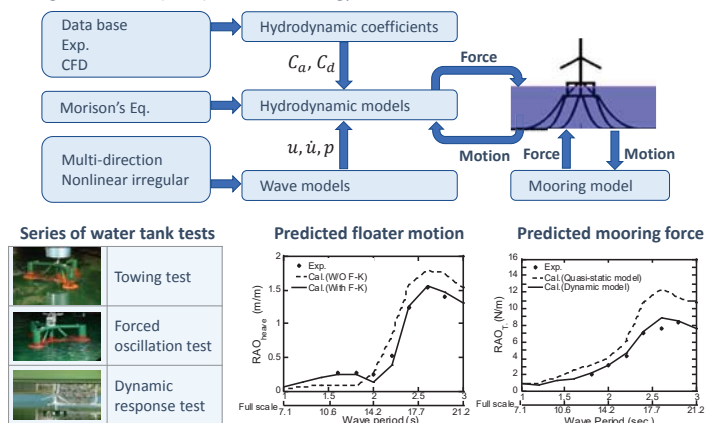 Data base
Exp.
CFD
Hydrodynamic coefficients
Cₐ, C_d
Force
Morison's Eq.
Hydrodynamic models
u, u̇, p
Motion
Force
Motion
Multi-direction
Nonlinear irregular
Wave models
Mooring model
Series of water tank tests
Towing test
Forced
oscillation test
Dynamic
response test
Predicted floater motion
RAO_heave (m/m)
2
1.5
1
0.5
0
Exp.
Cal.(W/O F-K)
Cal.(With F-K)
1 1.5 2 2.5 3
Full scale
7.1 10.6 14.2 17.7 21.2
Wave period (s)
Predicted mooring force
16
14
12
10
8
6
4
2
0
Exp.
Cal.(Quasi-static model)
Cal.(Dynamic model)
1 1.5 2 2.5 3
Full scale
7.1 10.6 14.2 17.7 21.2
Wave Period (sec.)